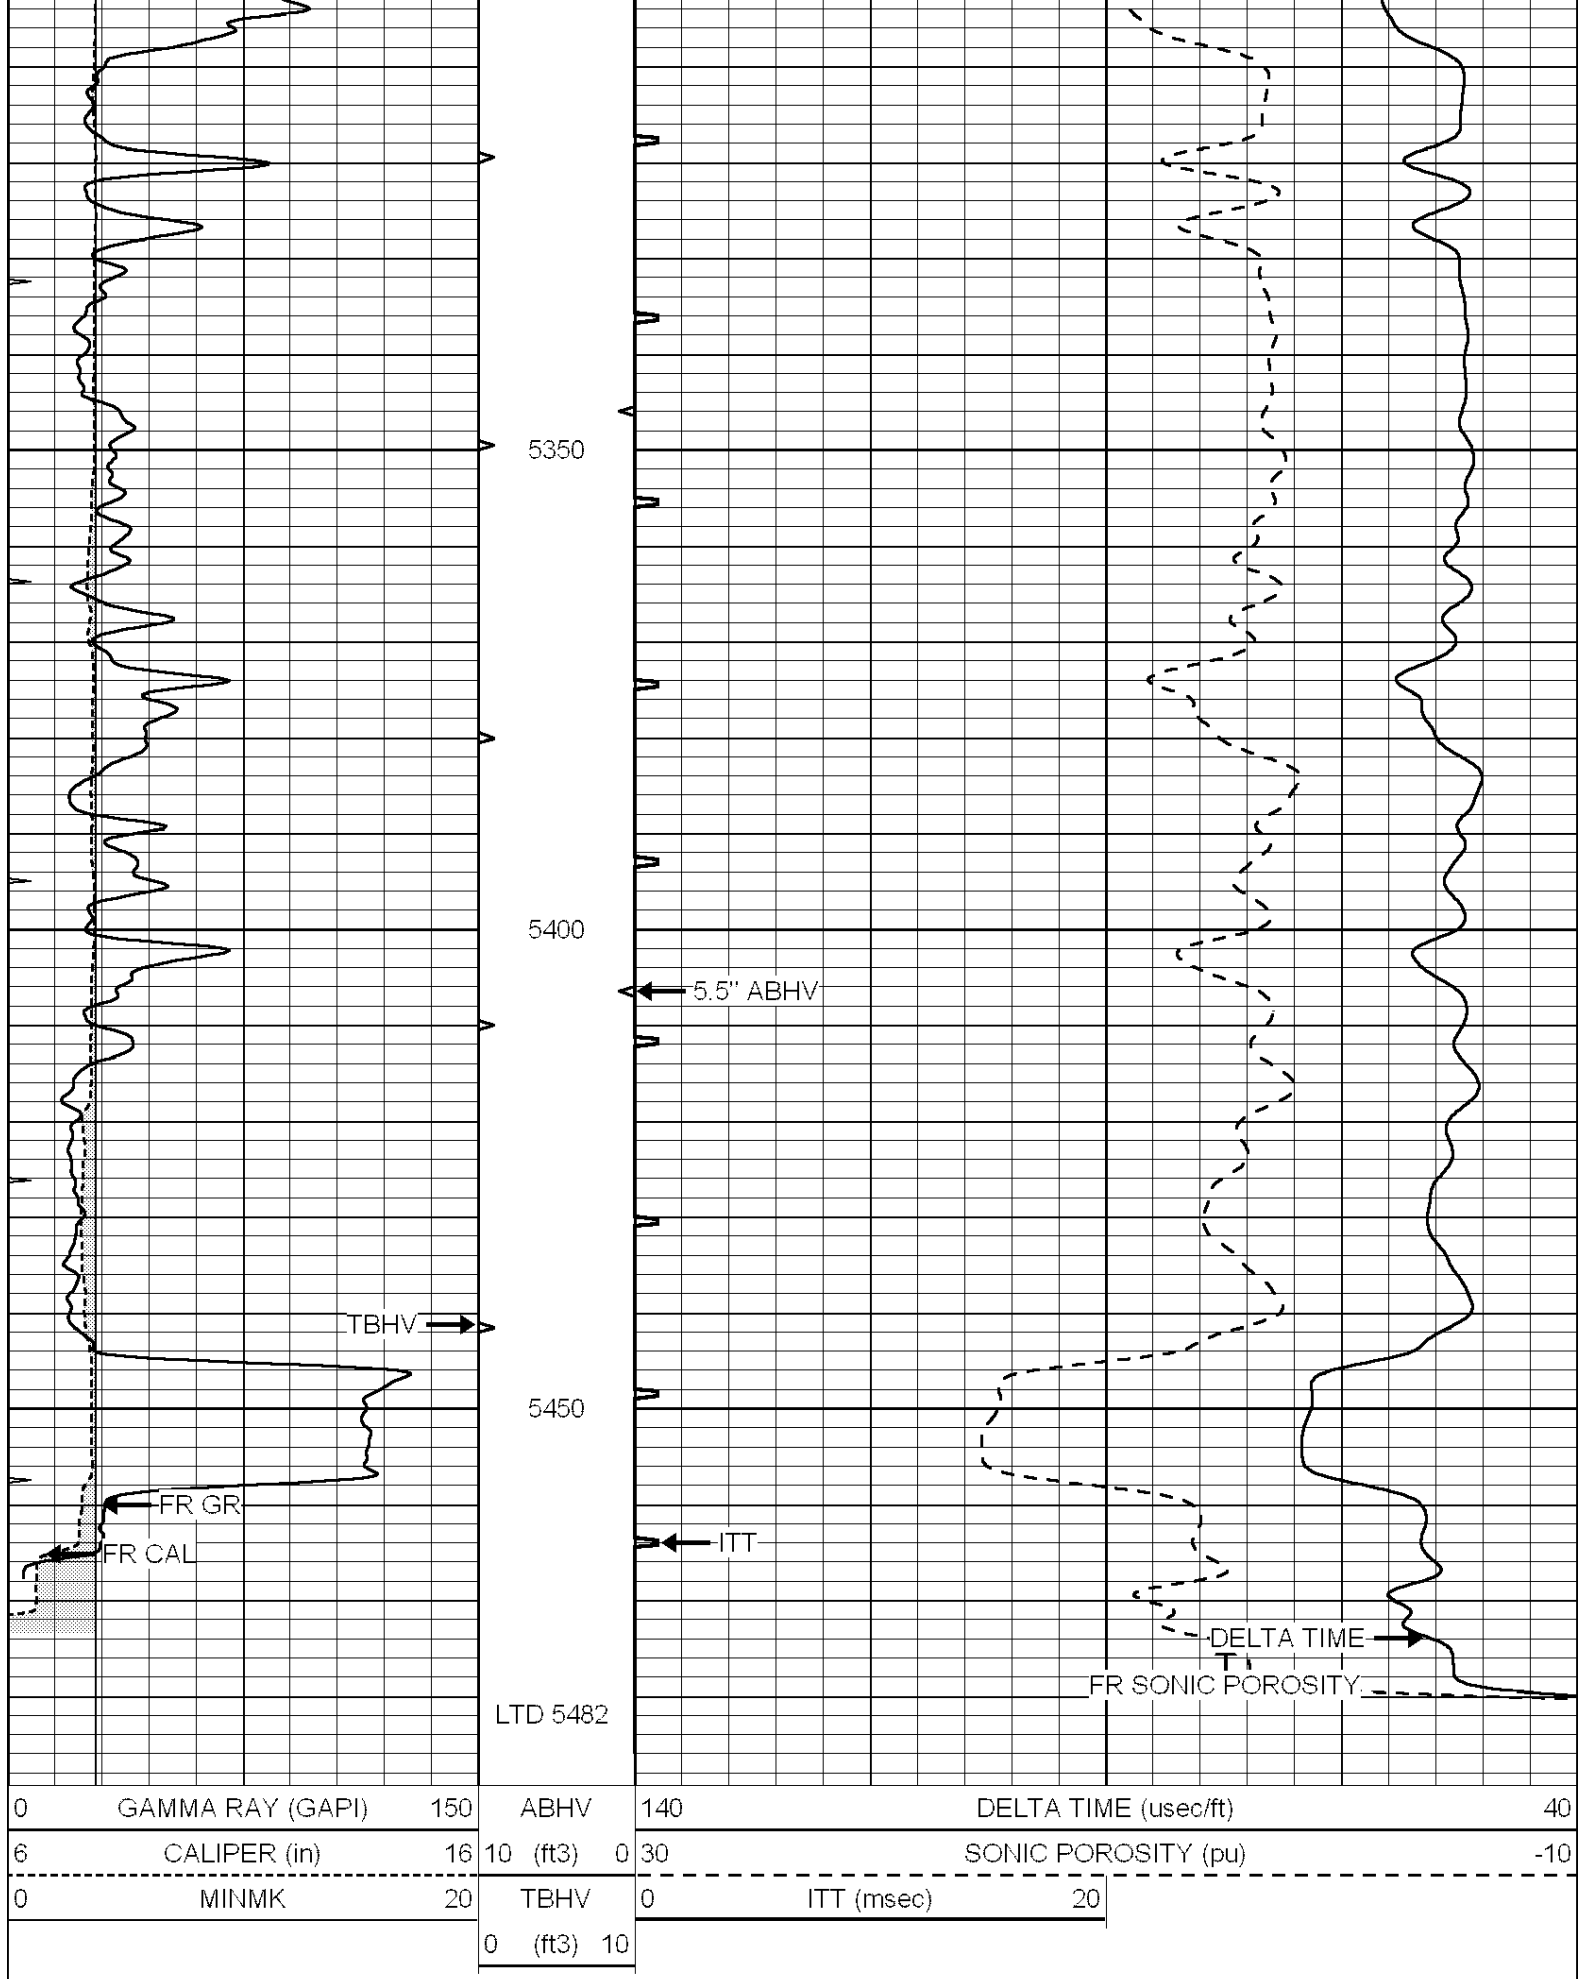 5350
5400
5.5" ABHV
TBHV
5450
FR GR
ITT
FR CAL
DELTA TIME
FR SONIC POROSITY
LTD 5482
0 GAMMA RAY (GAPI) 150 ABHV 140 DELTA TIME (usec/ft) 40
6 CALIPER (in) 16 10 (ft3) 0 30 SONIC POROSITY (pu) -10
0 MINMK 20 TBHV 0 ITT (msec) 20
0 (ft3) 10